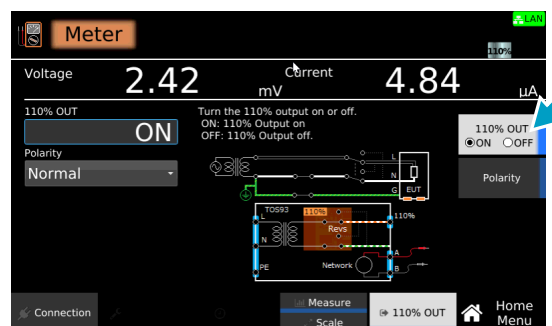 LAN
Meter
110%
Voltage
2.42
mV
Current
4.84
µA
110% OUT
ON
Polarity
Normal
Turn the 110% output on or off.
ON: 110% Output on
OFF: 110% Output off.
L
N
G
EUT
TOS93
110%
110%
L
Revs
N
A
Network
B
PE
110% OUT
ON OFF
Polarity
Connection
Measure
Scale
110% OUT
Home
Menu